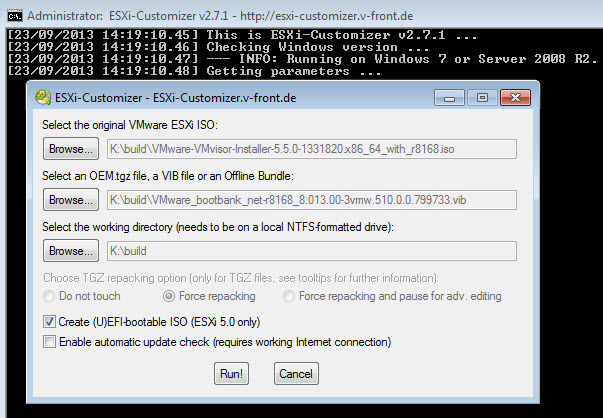 Administrator: ESXi-Customizer v2.7.1 - http://esxi-customizer.v-front.de
[23/09/2013 14:19:10.45] This is ESXi-Customizer v2.7.1 ...
[23/09/2013 14:19:10.46] Checking Windows version ...
[23/09/2013 14:19:10.47] --- INFO: Running on Windows 7 or Server 2008 R2.
[23/09/2013 14:19:10.48] Getting parameters ...
ESXi-Customizer - ESXi-Customizer.v-front.de
Select the original VMware ESXi ISO:
Browse... K:\build\VMware-VMvisor-Installer-5.5.0-1331820.x86_64_with_r8168.iso
Select an OEM.tgz file, a VIB file or an Offline Bundle:
Browse... K:\build\VMware_bootbank_net-r8168_8.013.00-3vmw.510.0.0.799733.vib
Select the working directory (needs to be on a local NTFS-formatted drive):
Browse... K:\build
Choose TGZ repacking option (only for TGZ files, see tooltips for further information):
Do not touch Force repacking Force repacking and pause for adv. editing
Create (U)EFI-bootable ISO (ESXi 5.0 only)
Enable automatic update check (requires working Internet connection)
Run! Cancel